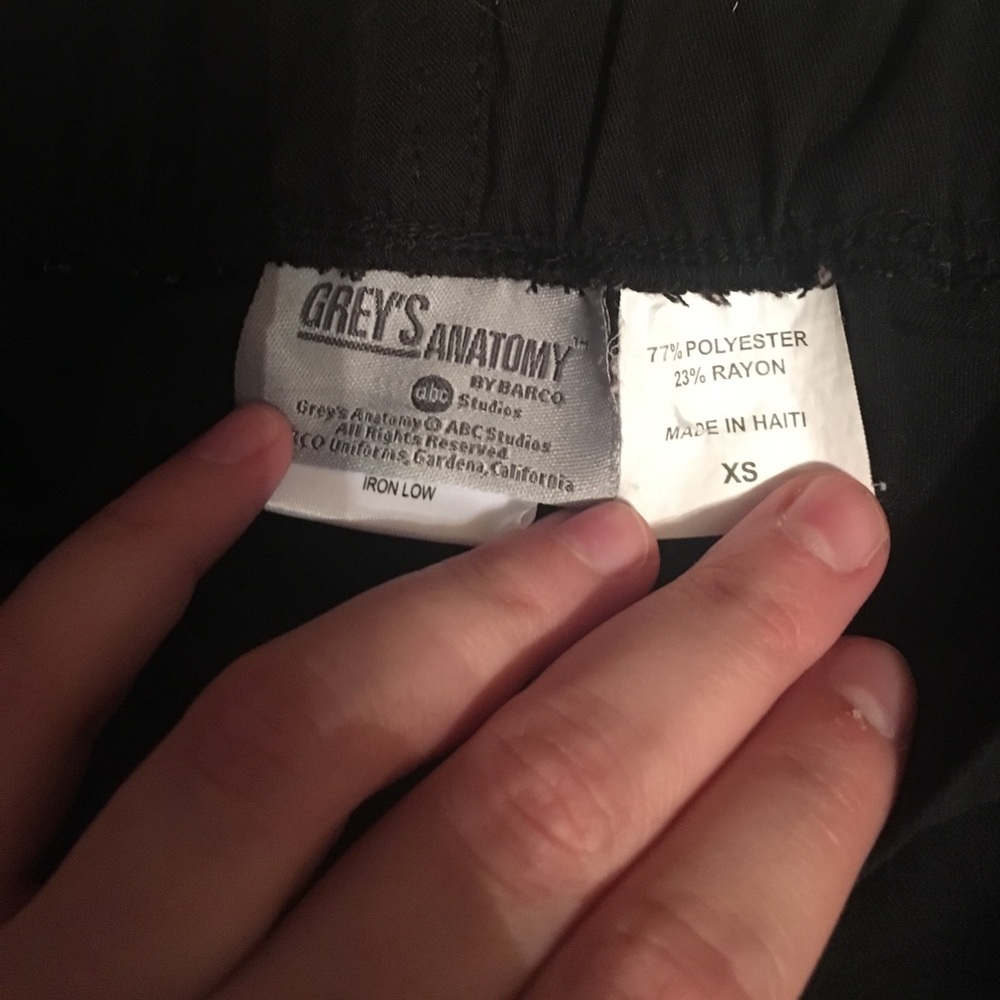 GREY'S ANATOMY™
BY BARCO
abc Studios
Grey's Anatomy © ABC Studios
All Rights Reserved.
RCO Uniforms, Gardena, California
IRON LOW
77% POLYESTER
23% RAYON
MADE IN HAITI
XS